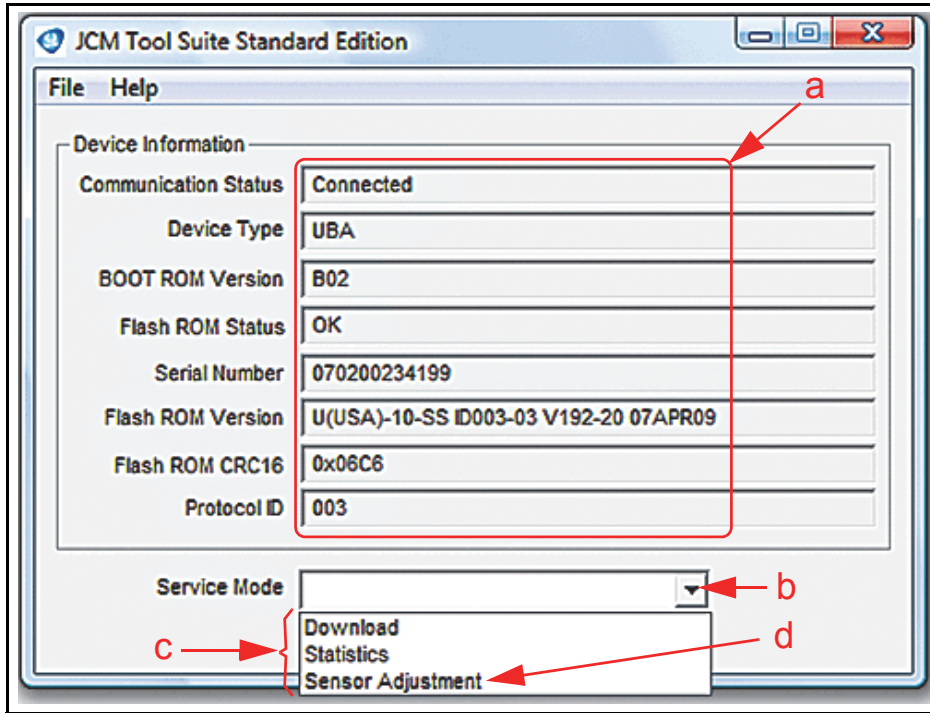 JCM Tool Suite Standard Edition
File Help
a
Device Information
Communication Status Connected
Device Type UBA
BOOT ROM Version B02
Flash ROM Status OK
Serial Number 070200234199
Flash ROM Version U(USA)-10-SS ID003-03 V192-20 07APR09
Flash ROM CRC16 0x06C6
Protocol ID 003
Service Mode b
Download
c Statistics d
Sensor Adjustment